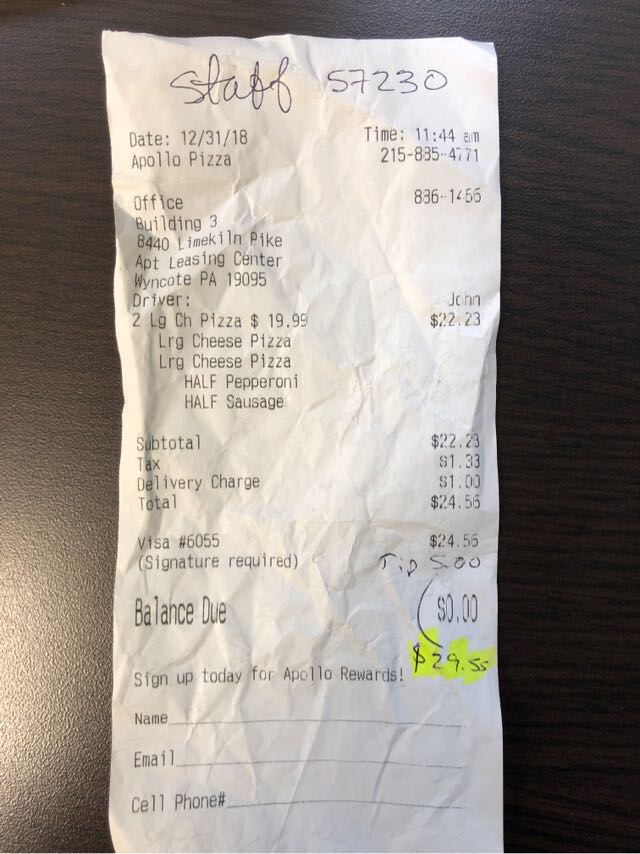 Staff 57230
Date: 12/31/18 Time: 11:44 am
Apollo Pizza 215-885-4771
Office 886-1466
Building 3
8440 Limekiln Pike
Apt Leasing Center
Wyncote PA 19095
Driver: John
2 Lg Ch Pizza $ 19.99 $22.23
Lrg Cheese Pizza
Lrg Cheese Pizza
HALF Pepperoni
HALF Sausage
Subtotal $22.23
Tax $1.33
Delivery Charge $1.00
Total $24.56
Visa #6055 $24.56
(Signature required) Tip 5.00
Balance Due $0.00
$29.55
Sign up today for Apollo Rewards!
Name
Email
Cell Phone#